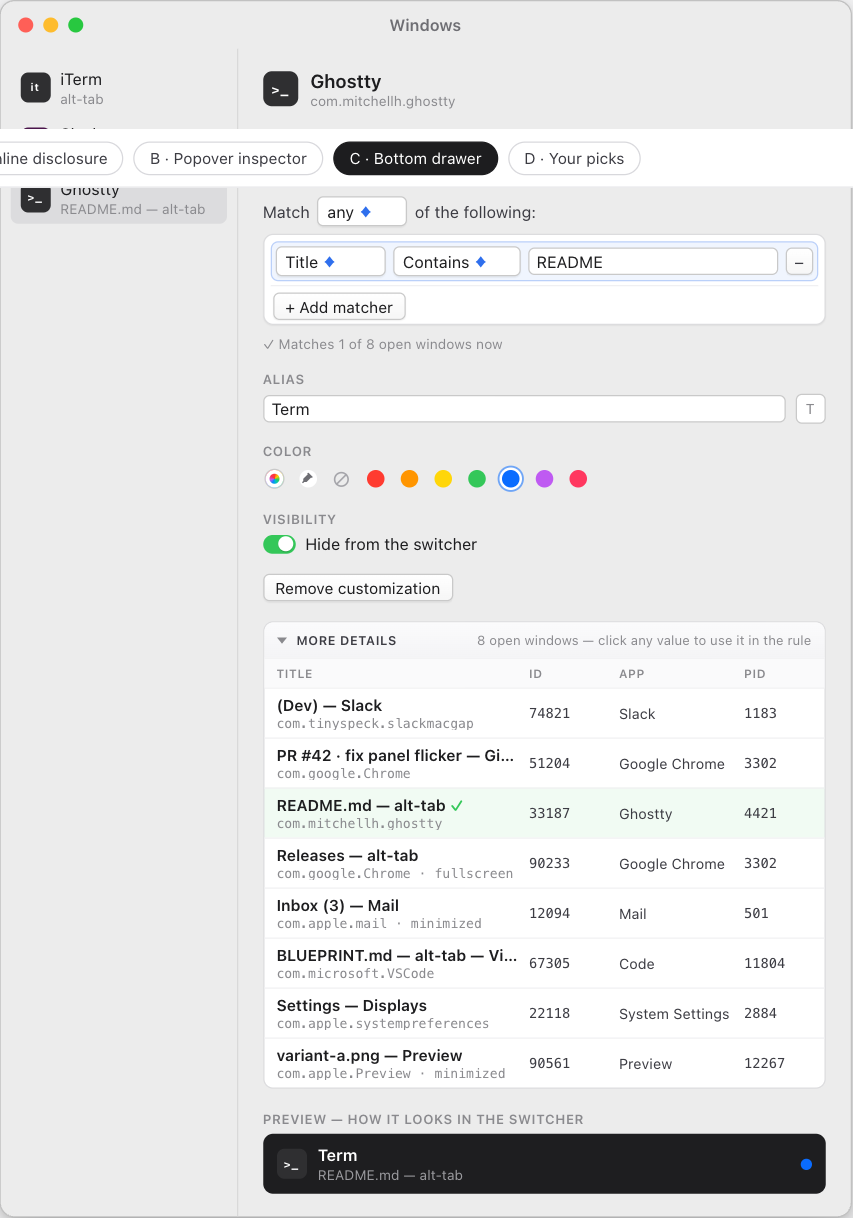 Windows
it
iTerm
alt-tab
>_
Ghostty
com.mitchellh.ghostty
line disclosure
B · Popover inspector
C · Bottom drawer
D · Your picks
>_
Ghostty
README.md — alt-tab
Match any of the following:
Title Contains README –
+ Add matcher
✓ Matches 1 of 8 open windows now
ALIAS
Term T
COLOR
VISIBILITY
Hide from the switcher
Remove customization
MORE DETAILS 8 open windows — click any value to use it in the rule
TITLE ID APP PID
(Dev) — Slack
com.tinyspeck.slackmacgap
74821 Slack 1183
PR #42 · fix panel flicker — Gi...
com.google.Chrome
51204 Google Chrome 3302
README.md — alt-tab ✓
com.mitchellh.ghostty
33187 Ghostty 4421
Releases — alt-tab
com.google.Chrome · fullscreen
90233 Google Chrome 3302
Inbox (3) — Mail
com.apple.mail · minimized
12094 Mail 501
BLUEPRINT.md — alt-tab — Vi...
com.microsoft.VSCode
67305 Code 11804
Settings — Displays
com.apple.systempreferences
22118 System Settings 2884
variant-a.png — Preview
com.apple.Preview · minimized
90561 Preview 12267
PREVIEW — HOW IT LOOKS IN THE SWITCHER
>_
Term
README.md — alt-tab